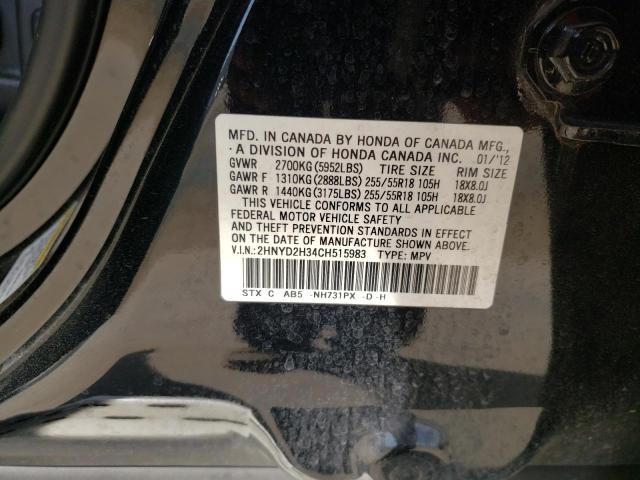 MFD. IN CANADA BY HONDA OF CANADA MFG.,
A DIVISION OF HONDA CANADA INC. 01/'12
GVWR 2700KG(5952LBS) TIRE SIZE RIM SIZE
GAWR F 1310KG(2888LBS) 255/55R18 105H 18X8.0J
GAWR R 1440KG(3175LBS) 255/55R18 105H 18X8.0J
THIS VEHICLE CONFORMS TO ALL APPLICABLE
FEDERAL MOTOR VEHICLE SAFETY
AND THEFT PREVENTION STANDARDS IN EFFECT
ON THE DATE OF MANUFACTURE SHOWN ABOVE.
V.I.N.:2HNYD2H34CH515983 TYPE: MPV
STX C AB5 -NH731PX -D -H